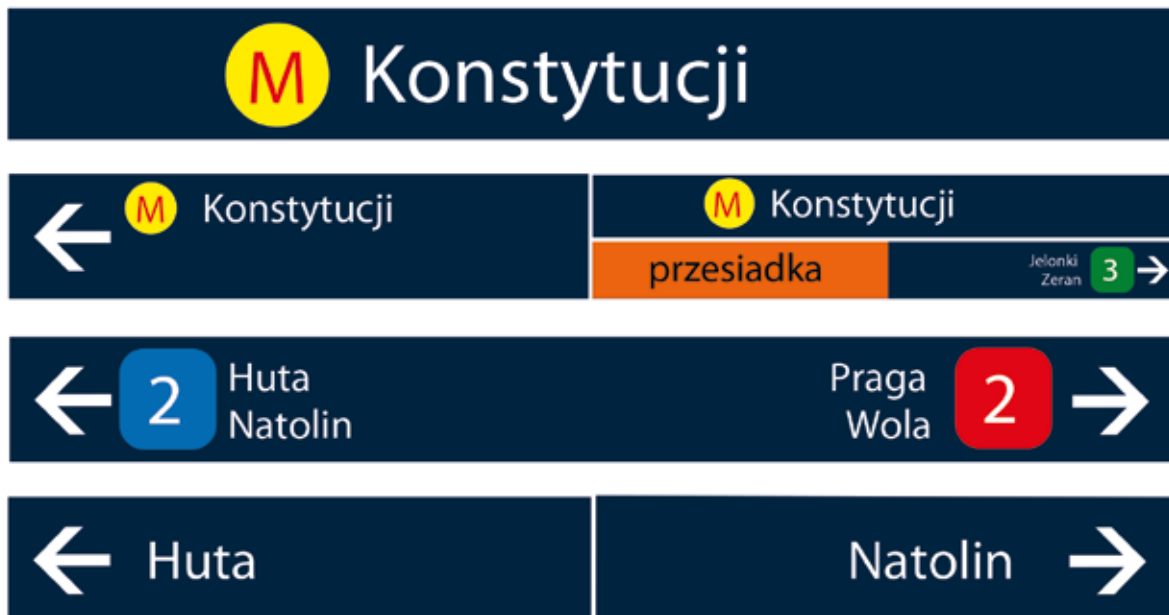 M Konstytucji
M Konstytucji
M Konstytucji
przesiadka
Jelonki
Zeran
3
2
Huta
Natolin
Praga
Wola
2
Huta
Natolin